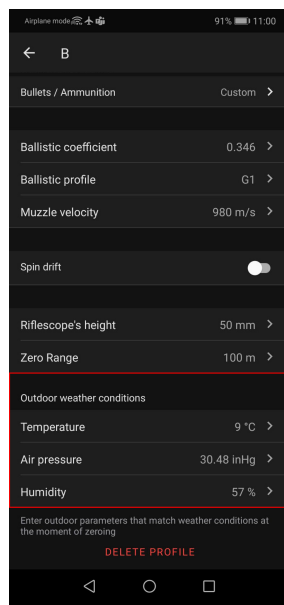 Airplane mode 91% 11:00
B
Bullets / Ammunition Custom
Ballistic coefficient 0.346
Ballistic profile G1
Muzzle velocity 980 m/s
Spin drift
Riflescope's height 50 mm
Zero Range 100 m
Outdoor weather conditions
Temperature 9 °C
Air pressure 30.48 inHg
Humidity 57 %
Enter outdoor parameters that match weather conditions at
the moment of zeroing
DELETE PROFILE